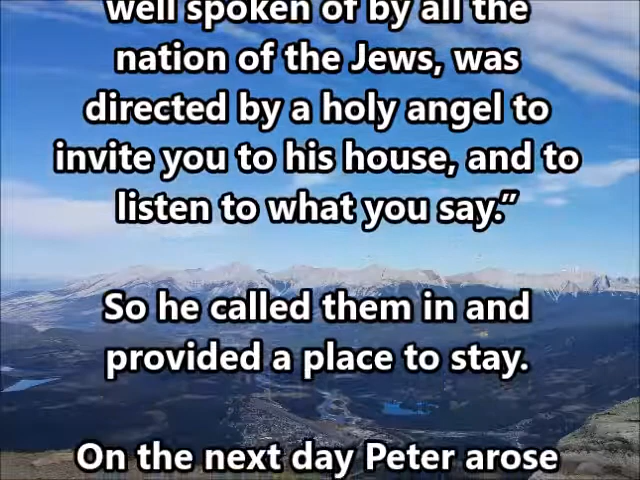 well spoken of by all the
nation of the Jews, was
directed by a holy angel to
invite you to his house, and to
listen to what you say.”
So he called them in and
provided a place to stay.
On the next day Peter arose